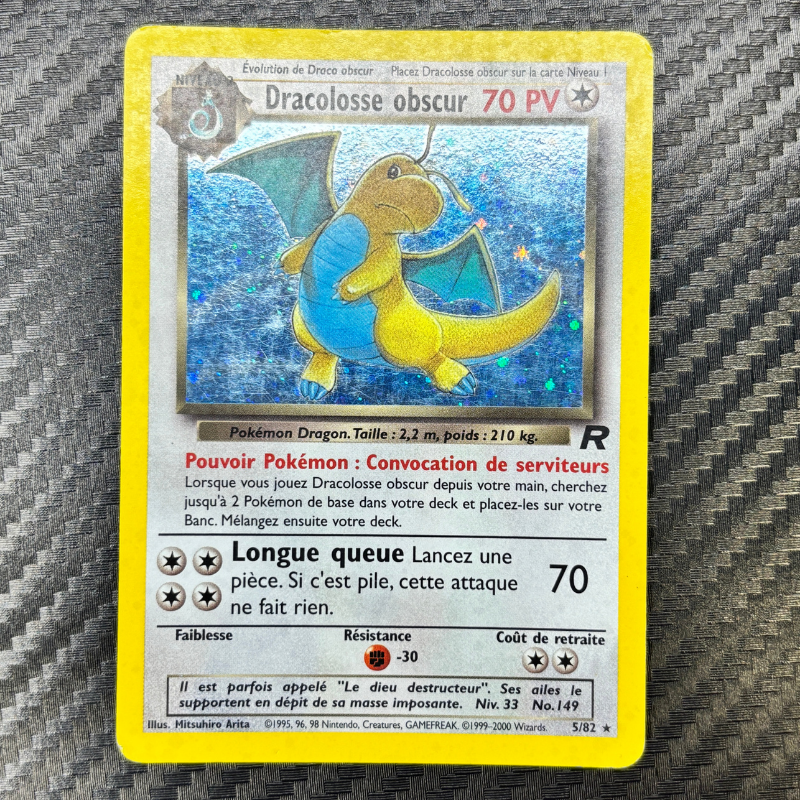 NIVEAU 2
Évolution de Draco obscur Placez Dracolosse obscur sur la carte Niveau 1
Dracolosse obscur 70 PV
Pokémon Dragon. Taille : 2,2 m, poids : 210 kg.
R
Pouvoir Pokémon : Convocation de serviteurs
Lorsque vous jouez Dracolosse obscur depuis votre main, cherchez
jusqu'à 2 Pokémon de base dans votre deck et placez-les sur votre
Banc. Mélangez ensuite votre deck.
Longue queue Lancez une
pièce. Si c'est pile, cette attaque
ne fait rien.
70
Faiblesse Résistance Coût de retraite
-30
Il est parfois appelé "Le dieu destructeur". Ses ailes le
supportent en dépit de sa masse imposante. Niv. 33 No. 149
Illus. Mitsuhiro Arita ©1995, 96, 98 Nintendo, Creatures, GAMEFREAK. ©1999-2000 Wizards. 5/82 ★